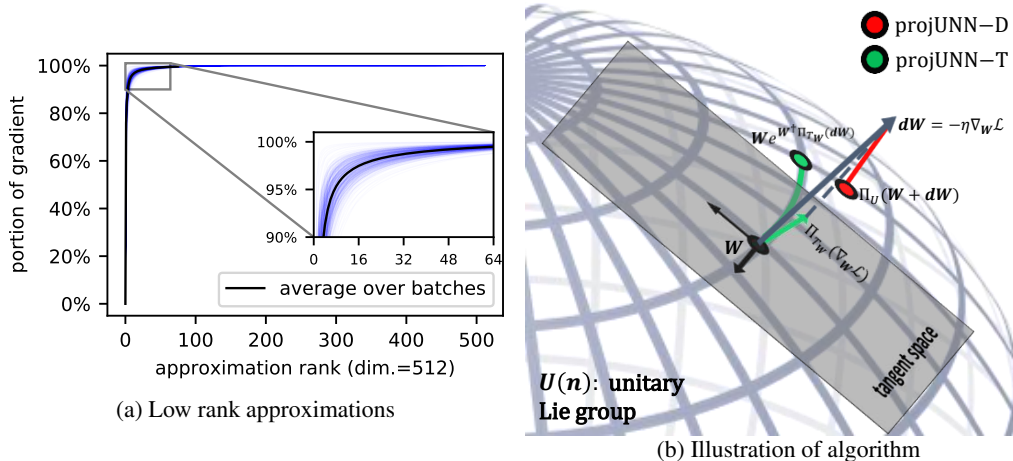 100%
80%
60%
40%
20%
0%
portion of gradient
100%
95%
90%
0 16 32 48 64
average over batches
0 100 200 300 400 500
approximation rank (dim.=512)
(a) Low rank approximations
projUNN−D
projUNN−T
𝑾𝑒^{𝑾†Π_{T_𝑾}(𝒅𝑾)}
𝒅𝑾 = −η∇_𝑾ℒ
Π_U(𝑾 + 𝒅𝑾)
𝑾
Π_{T_𝑾}(∇_𝑾ℒ)
tangent space
𝑼(𝒏): unitary
Lie group
(b) Illustration of algorithm